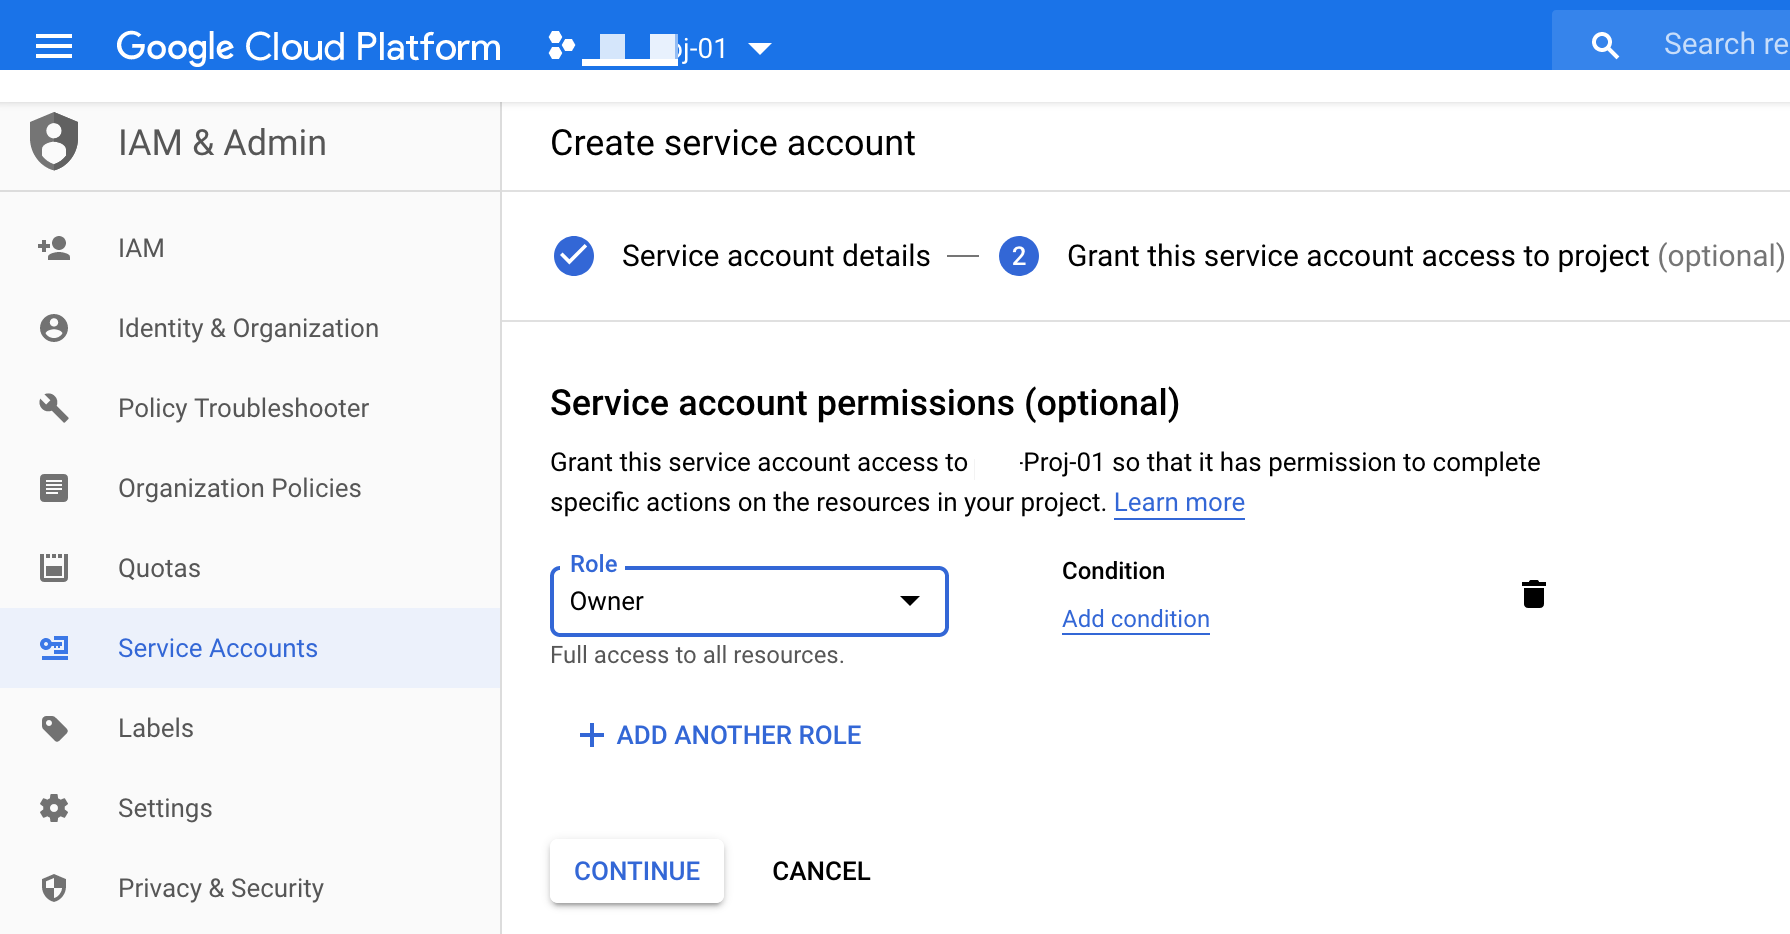 Google Cloud Platform
j-01
Search re
IAM & Admin
Create service account
IAM
Identity & Organization
Policy Troubleshooter
Organization Policies
Quotas
Service Accounts
Labels
Settings
Privacy & Security
Service account details — 2 Grant this service account access to project (optional)
Service account permissions (optional)
Grant this service account access to -Proj-01 so that it has permission to complete
specific actions on the resources in your project. Learn more
Role
Owner
Full access to all resources.
Condition
Add condition
+ ADD ANOTHER ROLE
CONTINUE CANCEL